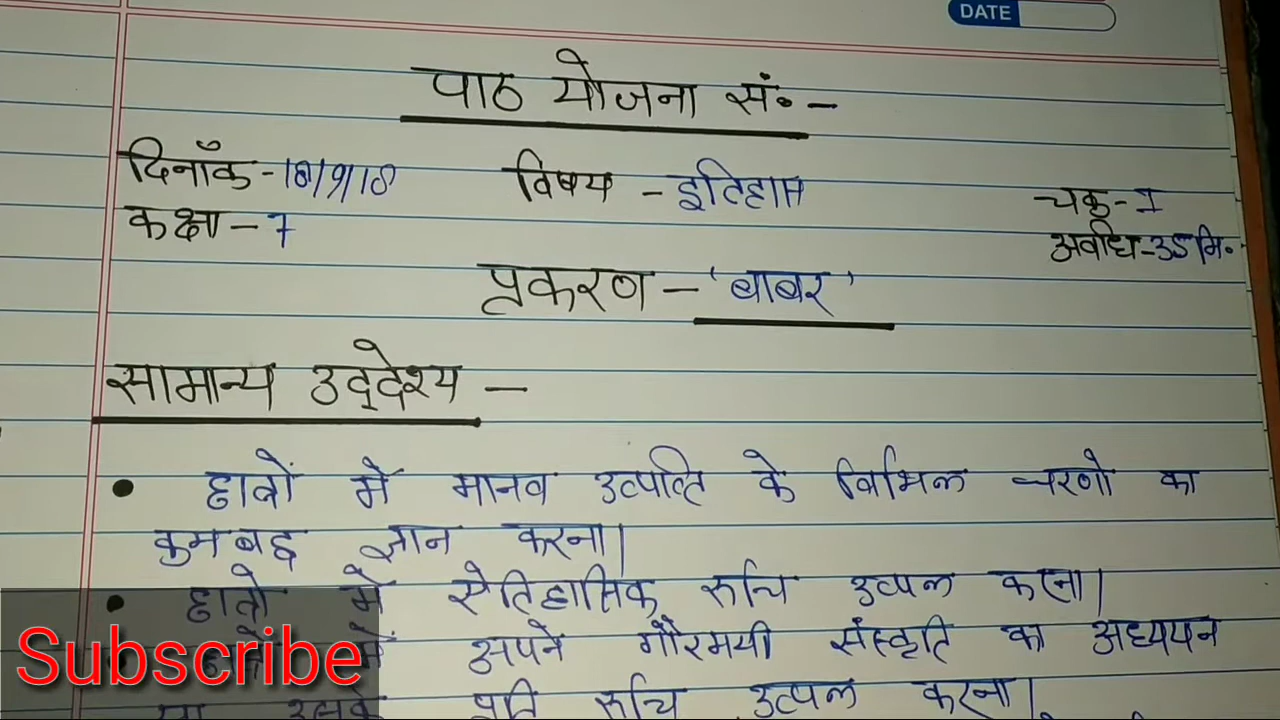 DATE
पाठ योजना सं॰ -
दिनाँक - 18/9/18 विषय - इतिहास चक्र - I
कक्षा - 7 अवधि - 35 मि॰
प्रकरण - 'बाबर'
सामान्य उद्देश्य -
• छात्रों में मानव उत्पत्ति के विभिन्न चरणो का
क्रमबद्ध ज्ञान करना।
• छात्रो में ऐतिहासिक रूचि उत्पन्न करना।
में अपने गौरमयी संस्कृति का अध्ययन
प्रति रूचि उत्पन्न करना।
Subscribe